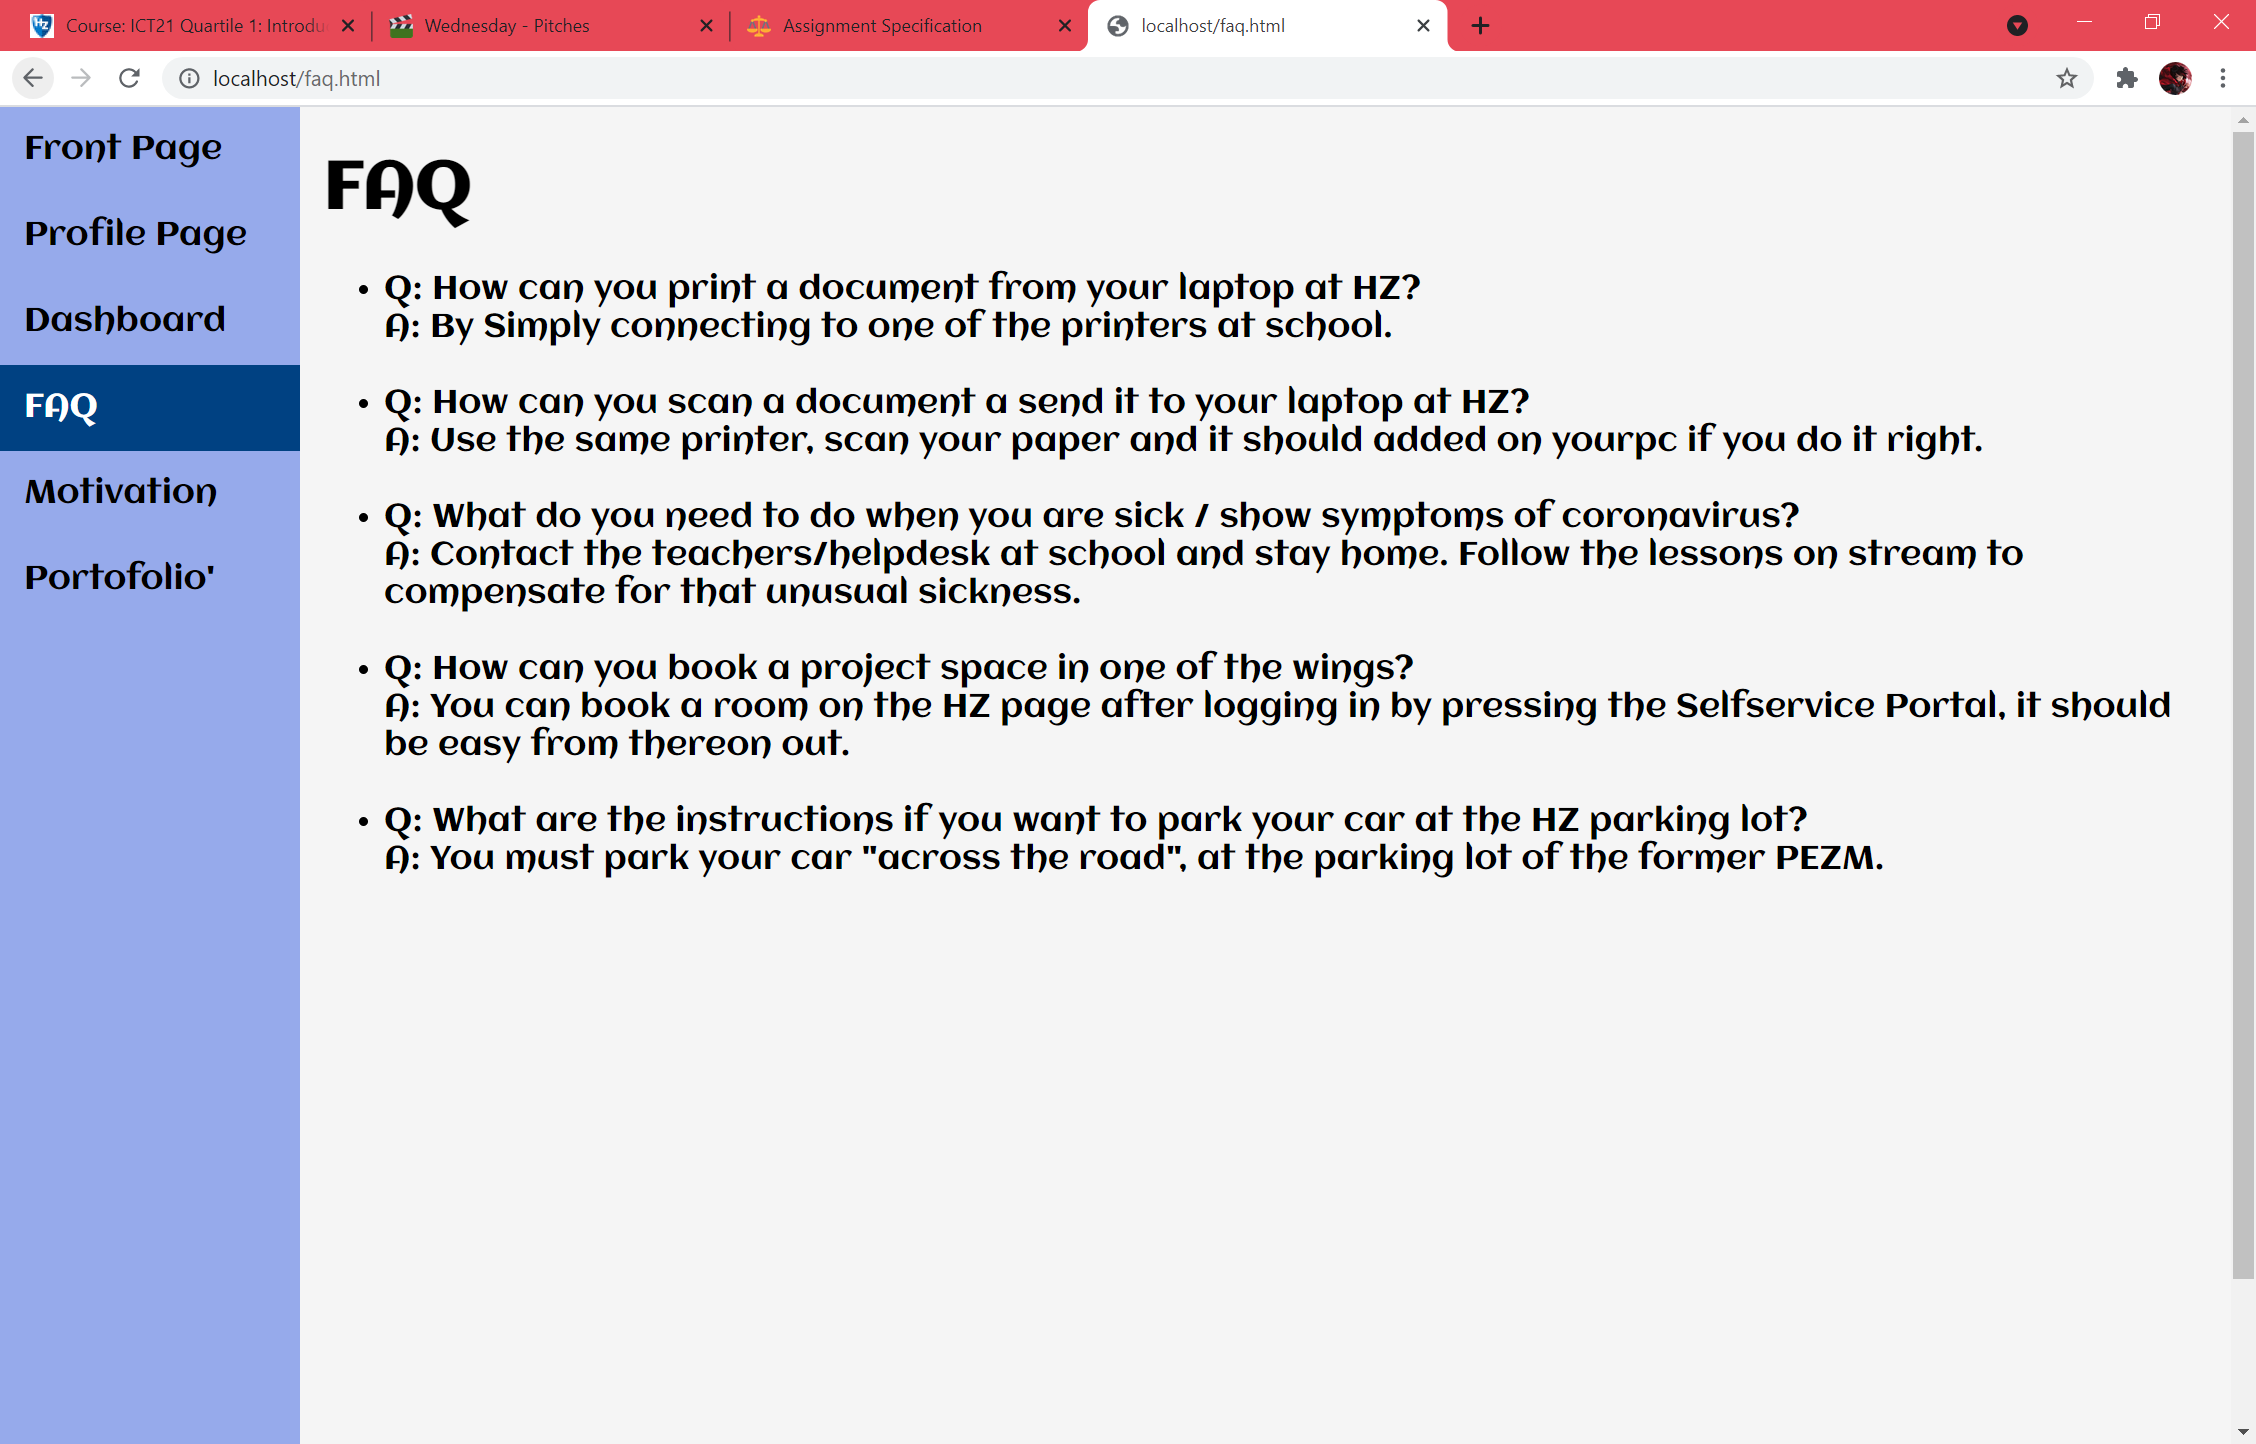 Course: ICT21 Quartile 1: Introdu
Wednesday - Pitches
Assignment Specification
localhost/faq.html
localhost/faq.html
Front Page
Profile Page
Dashboard
FAQ
Motivation
Portofolio'
FAQ
• Q: How can you print a document from your laptop at HZ?
A: By Simply connecting to one of the printers at school.
• Q: How can you scan a document a send it to your laptop at HZ?
A: Use the same printer, scan your paper and it should added on yourpc if you do it right.
• Q: What do you need to do when you are sick / show symptoms of coronavirus?
A: Contact the teachers/helpdesk at school and stay home. Follow the lessons on stream to
compensate for that unusual sickness.
• Q: How can you book a project space in one of the wings?
A: You can book a room on the HZ page after logging in by pressing the Selfservice Portal, it should
be easy from thereon out.
• Q: What are the instructions if you want to park your car at the HZ parking lot?
A: You must park your car "across the road", at the parking lot of the former PEZM.